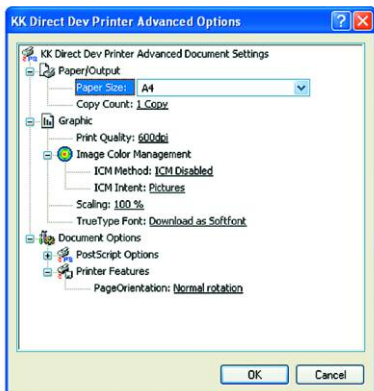 KK Direct Dev Printer Advanced Options
KK Direct Dev Printer Advanced Document Settings
Paper/Output
Paper Size: A4
Copy Count: 1 Copy
Graphic
Print Quality: 600dpi
Image Color Management
ICM Method: ICM Disabled
ICM Intent: Pictures
Scaling: 100 %
TrueType Font: Download as Softfont
Document Options
PostScript Options
Printer Features
PageOrientation: Normal rotation
OK Cancel